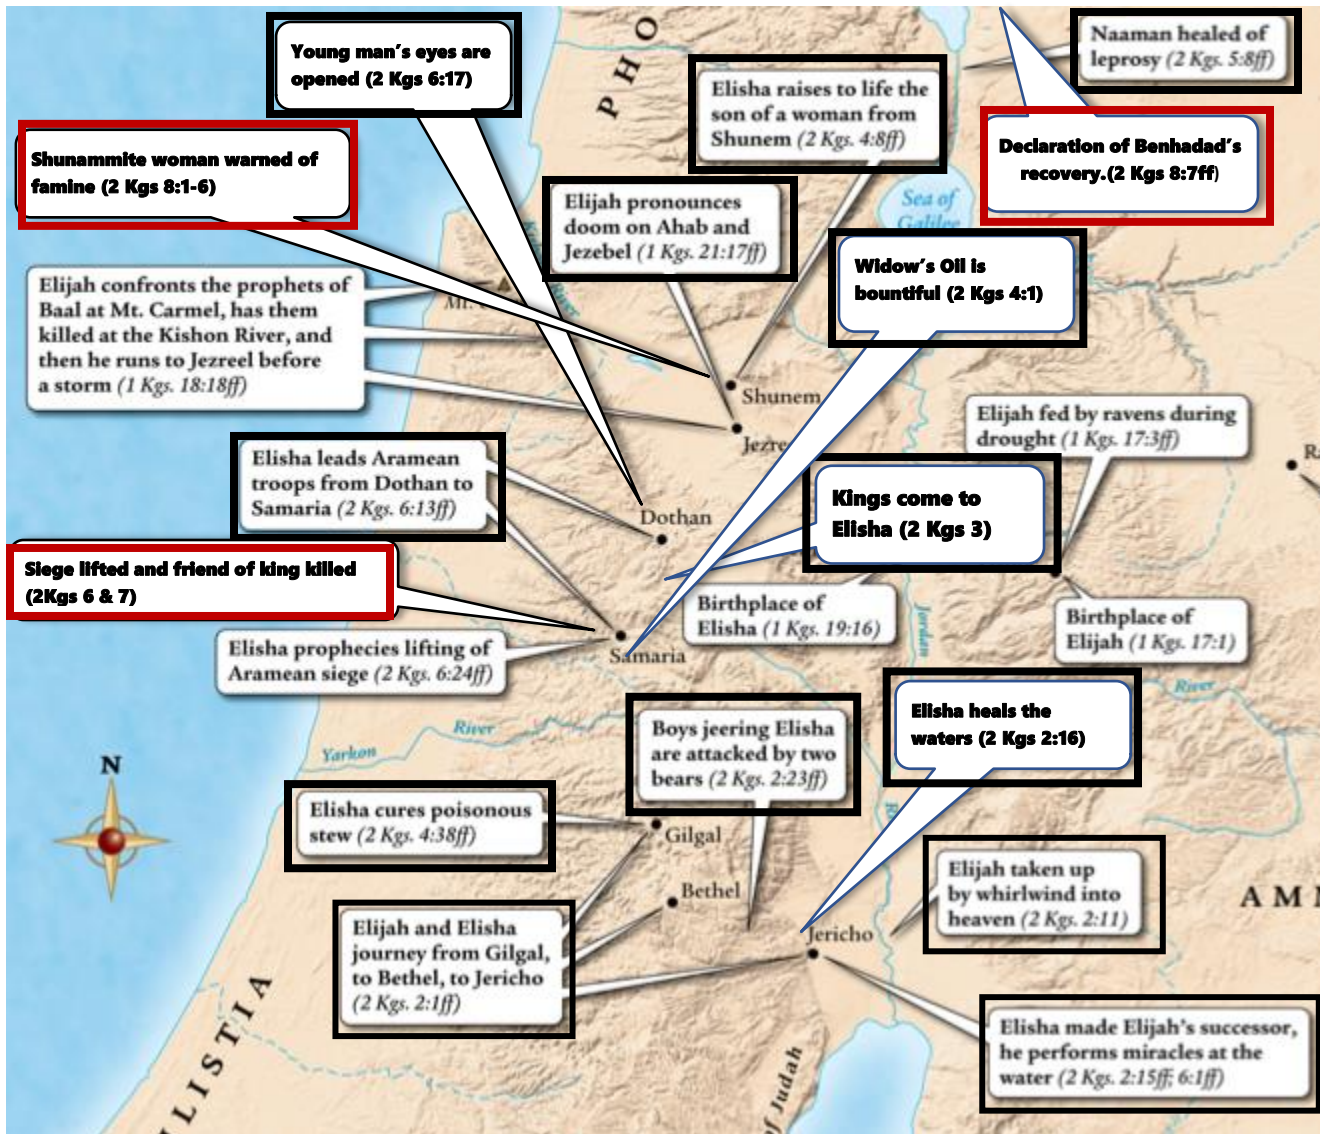 PHO
Young man's eyes are
opened (2 Kgs 6:17)
Naaman healed of
leprosy (2 Kgs. 5:8ff)
Elisha raises to life the
son of a woman from
Shunem (2 Kgs. 4:8ff)
Declaration of Benhadad's
recovery.(2 Kgs 8:7ff)
Shunammite woman warned of
famine (2 Kgs 8:1-6)
Elijah pronounces
doom on Ahab and
Jezebel (1 Kgs. 21:17ff)
Sea of
Galilee
Widow's Oil is
bountiful (2 Kgs 4:1)
Elijah confronts the prophets of
Baal at Mt. Carmel, has them
killed at the Kishon River, and
then he runs to Jezreel before
a storm (1 Kgs. 18:18ff)
Mt.
Shunem
Jezre
Elijah fed by ravens during
drought (1 Kgs. 17:3ff)
Elisha leads Aramean
troops from Dothan to
Samaria (2 Kgs. 6:13ff)
Kings come to
Elisha (2 Kgs 3)
Dothan
Siege lifted and friend of king killed
(2Kgs 6 & 7)
Birthplace of
Elisha (1 Kgs. 19:16)
Jordan
Birthplace of
Elijah (1 Kgs. 17:1)
Elisha prophecies lifting of
Aramean siege (2 Kgs. 6:24ff)
Samaria
River
Elisha heals the
waters (2 Kgs 2:16)
Boys jeering Elisha
are attacked by two
bears (2 Kgs. 2:23ff)
Yarkon River
N
Elisha cures poisonous
stew (2 Kgs. 4:38ff)
Gilgal
Elijah taken up
by whirlwind into
heaven (2 Kgs. 2:11)
Bethel
AMM
Elijah and Elisha
journey from Gilgal,
to Bethel, to Jericho
(2 Kgs. 2:1ff)
Jericho
Elisha made Elijah's successor,
he performs miracles at the
water (2 Kgs. 2:15ff; 6:1ff)
ILISTIA
of Judah